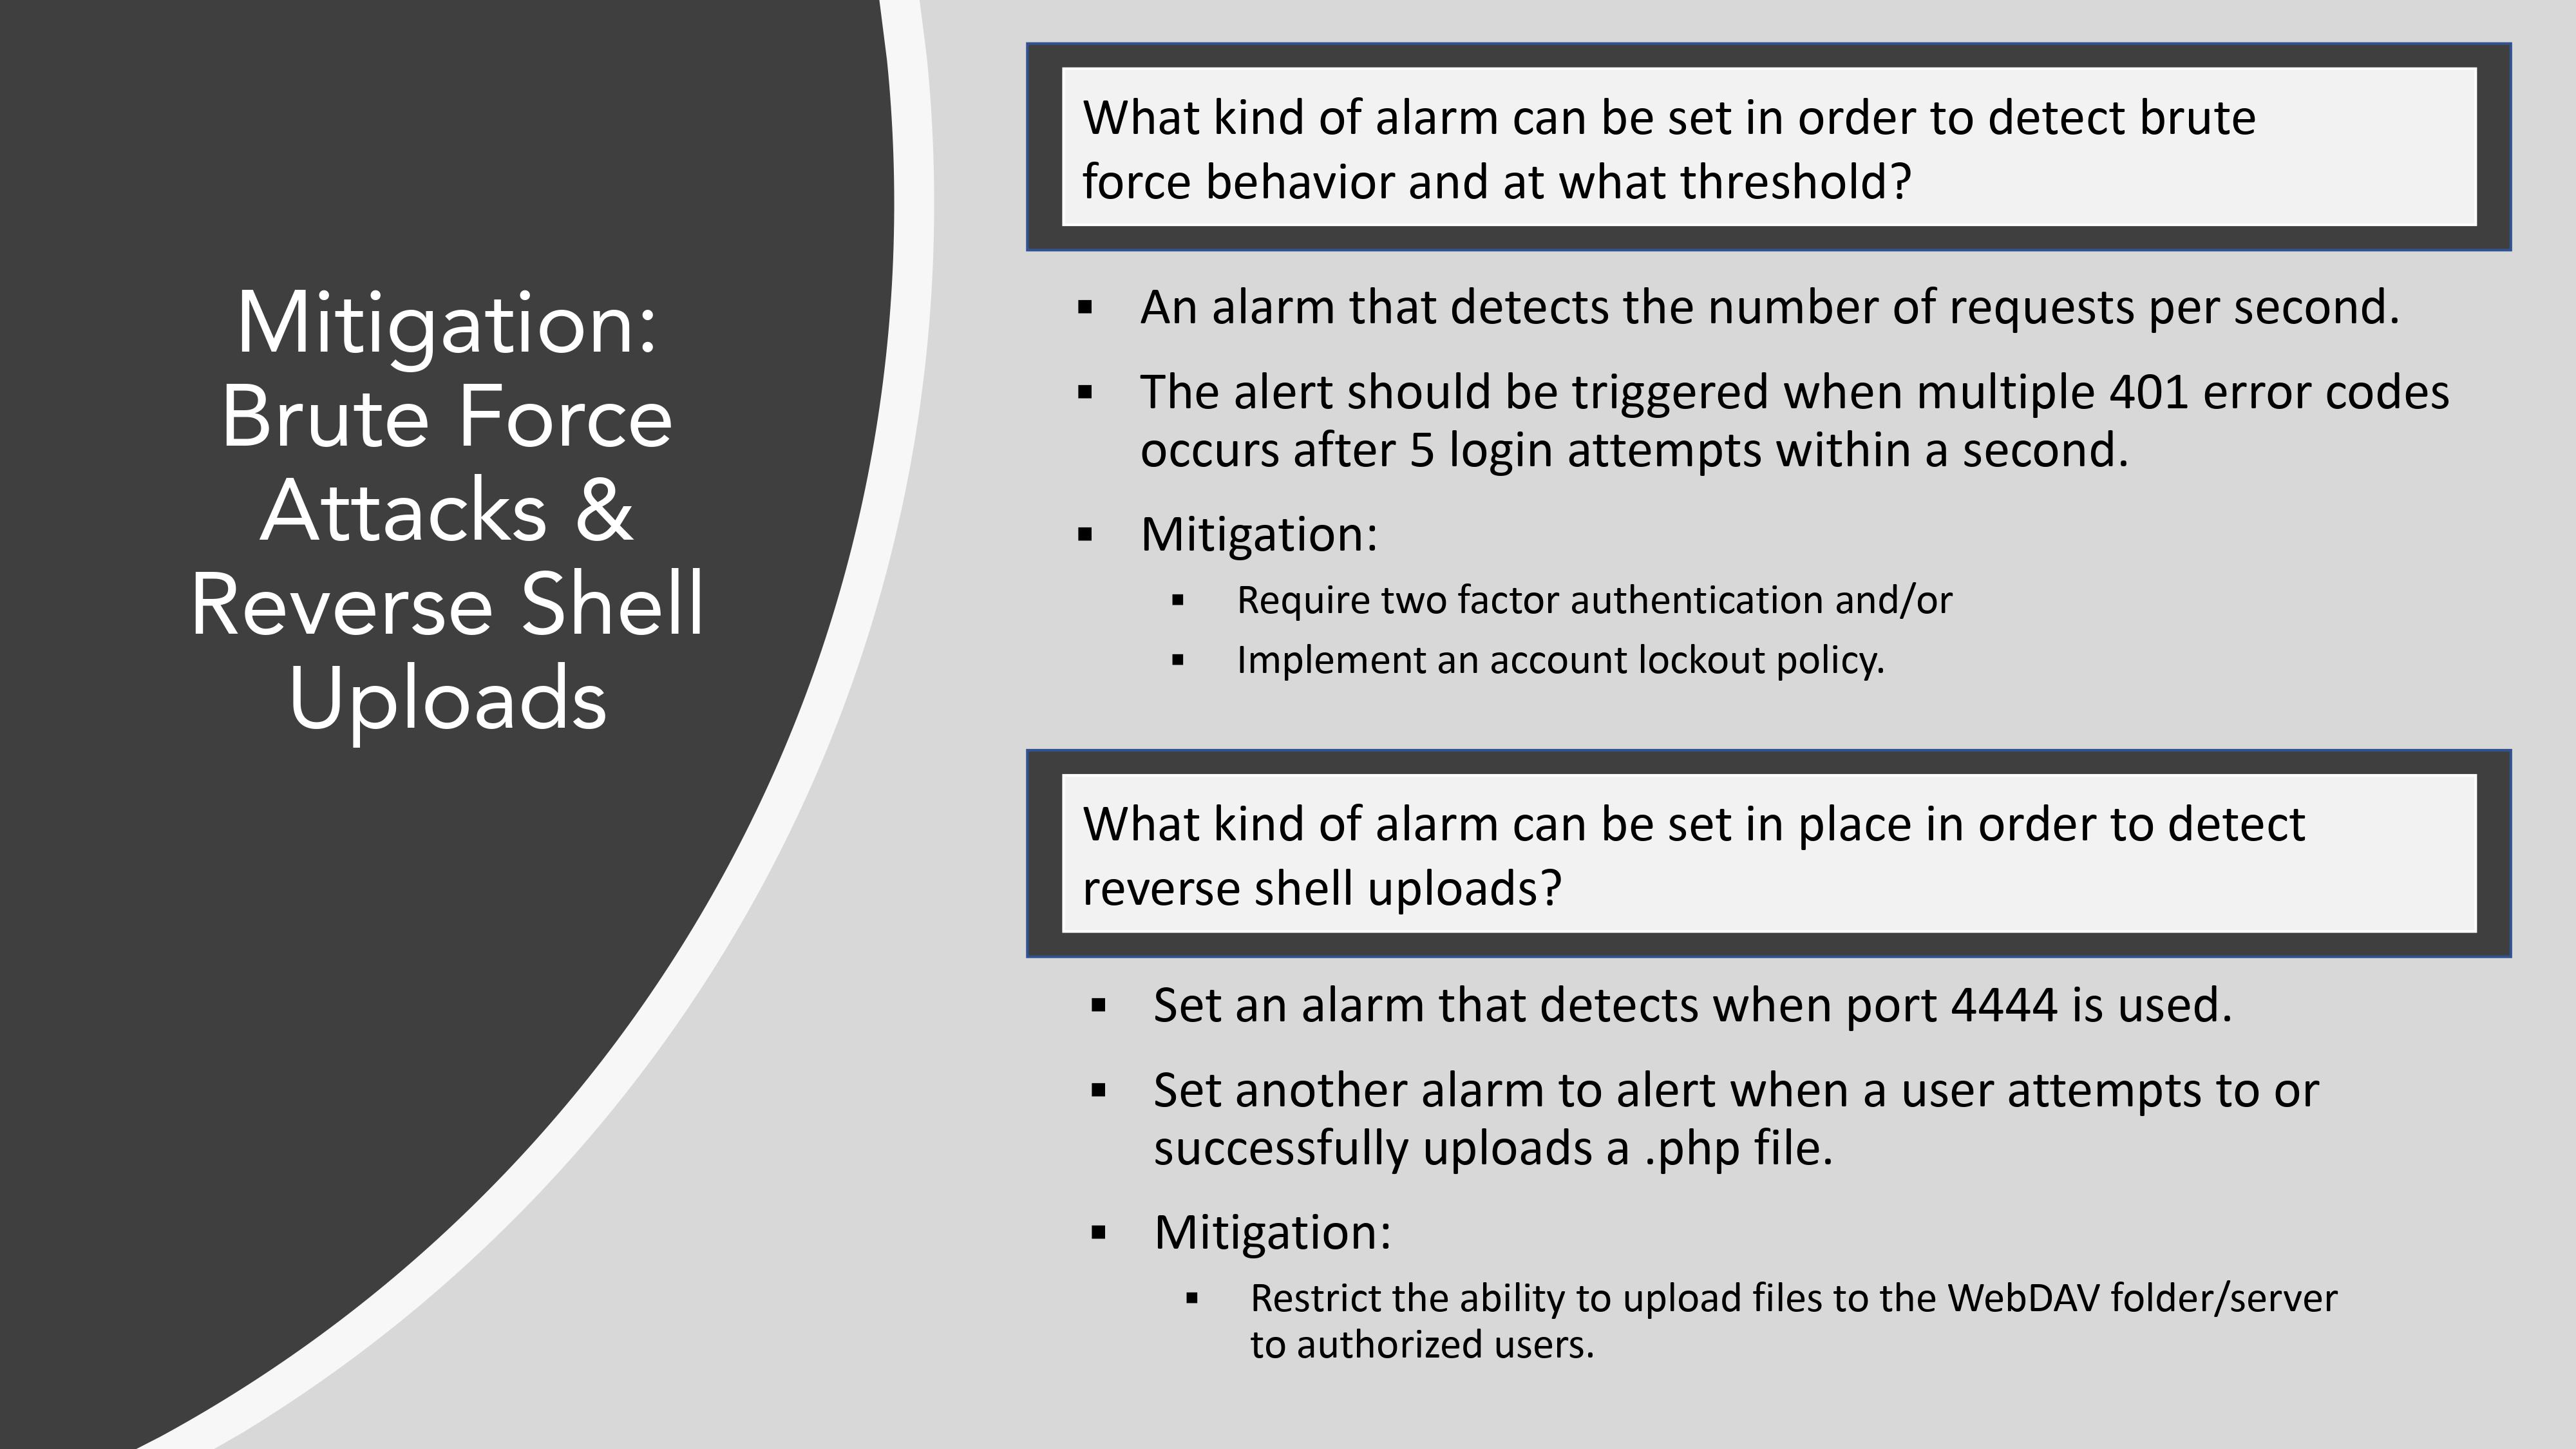 Mitigation:
Brute Force
Attacks &
Reverse Shell
Uploads
What kind of alarm can be set in order to detect brute
force behavior and at what threshold?
▪ An alarm that detects the number of requests per second.
▪ The alert should be triggered when multiple 401 error codes
occurs after 5 login attempts within a second.
▪ Mitigation:
▪ Require two factor authentication and/or
▪ Implement an account lockout policy.
What kind of alarm can be set in place in order to detect
reverse shell uploads?
▪ Set an alarm that detects when port 4444 is used.
▪ Set another alarm to alert when a user attempts to or
successfully uploads a .php file.
▪ Mitigation:
▪ Restrict the ability to upload files to the WebDAV folder/server
to authorized users.